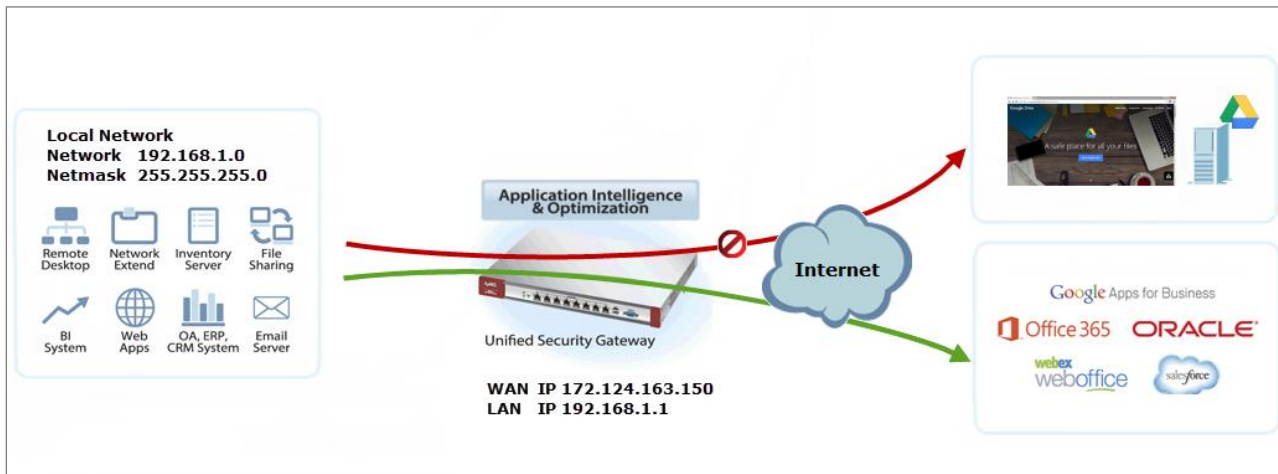 Local Network
Network 192.168.1.0
Netmask 255.255.255.0
Remote Desktop
Network Extend
Inventory Server
File Sharing
BI System
Web Apps
OA, ERP, CRM System
Email Server
Application Intelligence
& Optimization
ZyXEL
Unified Security Gateway
WAN IP 172.124.163.150
LAN IP 192.168.1.1
Internet
Google Drive
A safe place for all your files
Google Apps for Business
Office 365
ORACLE
webex
weboffice
salesforce